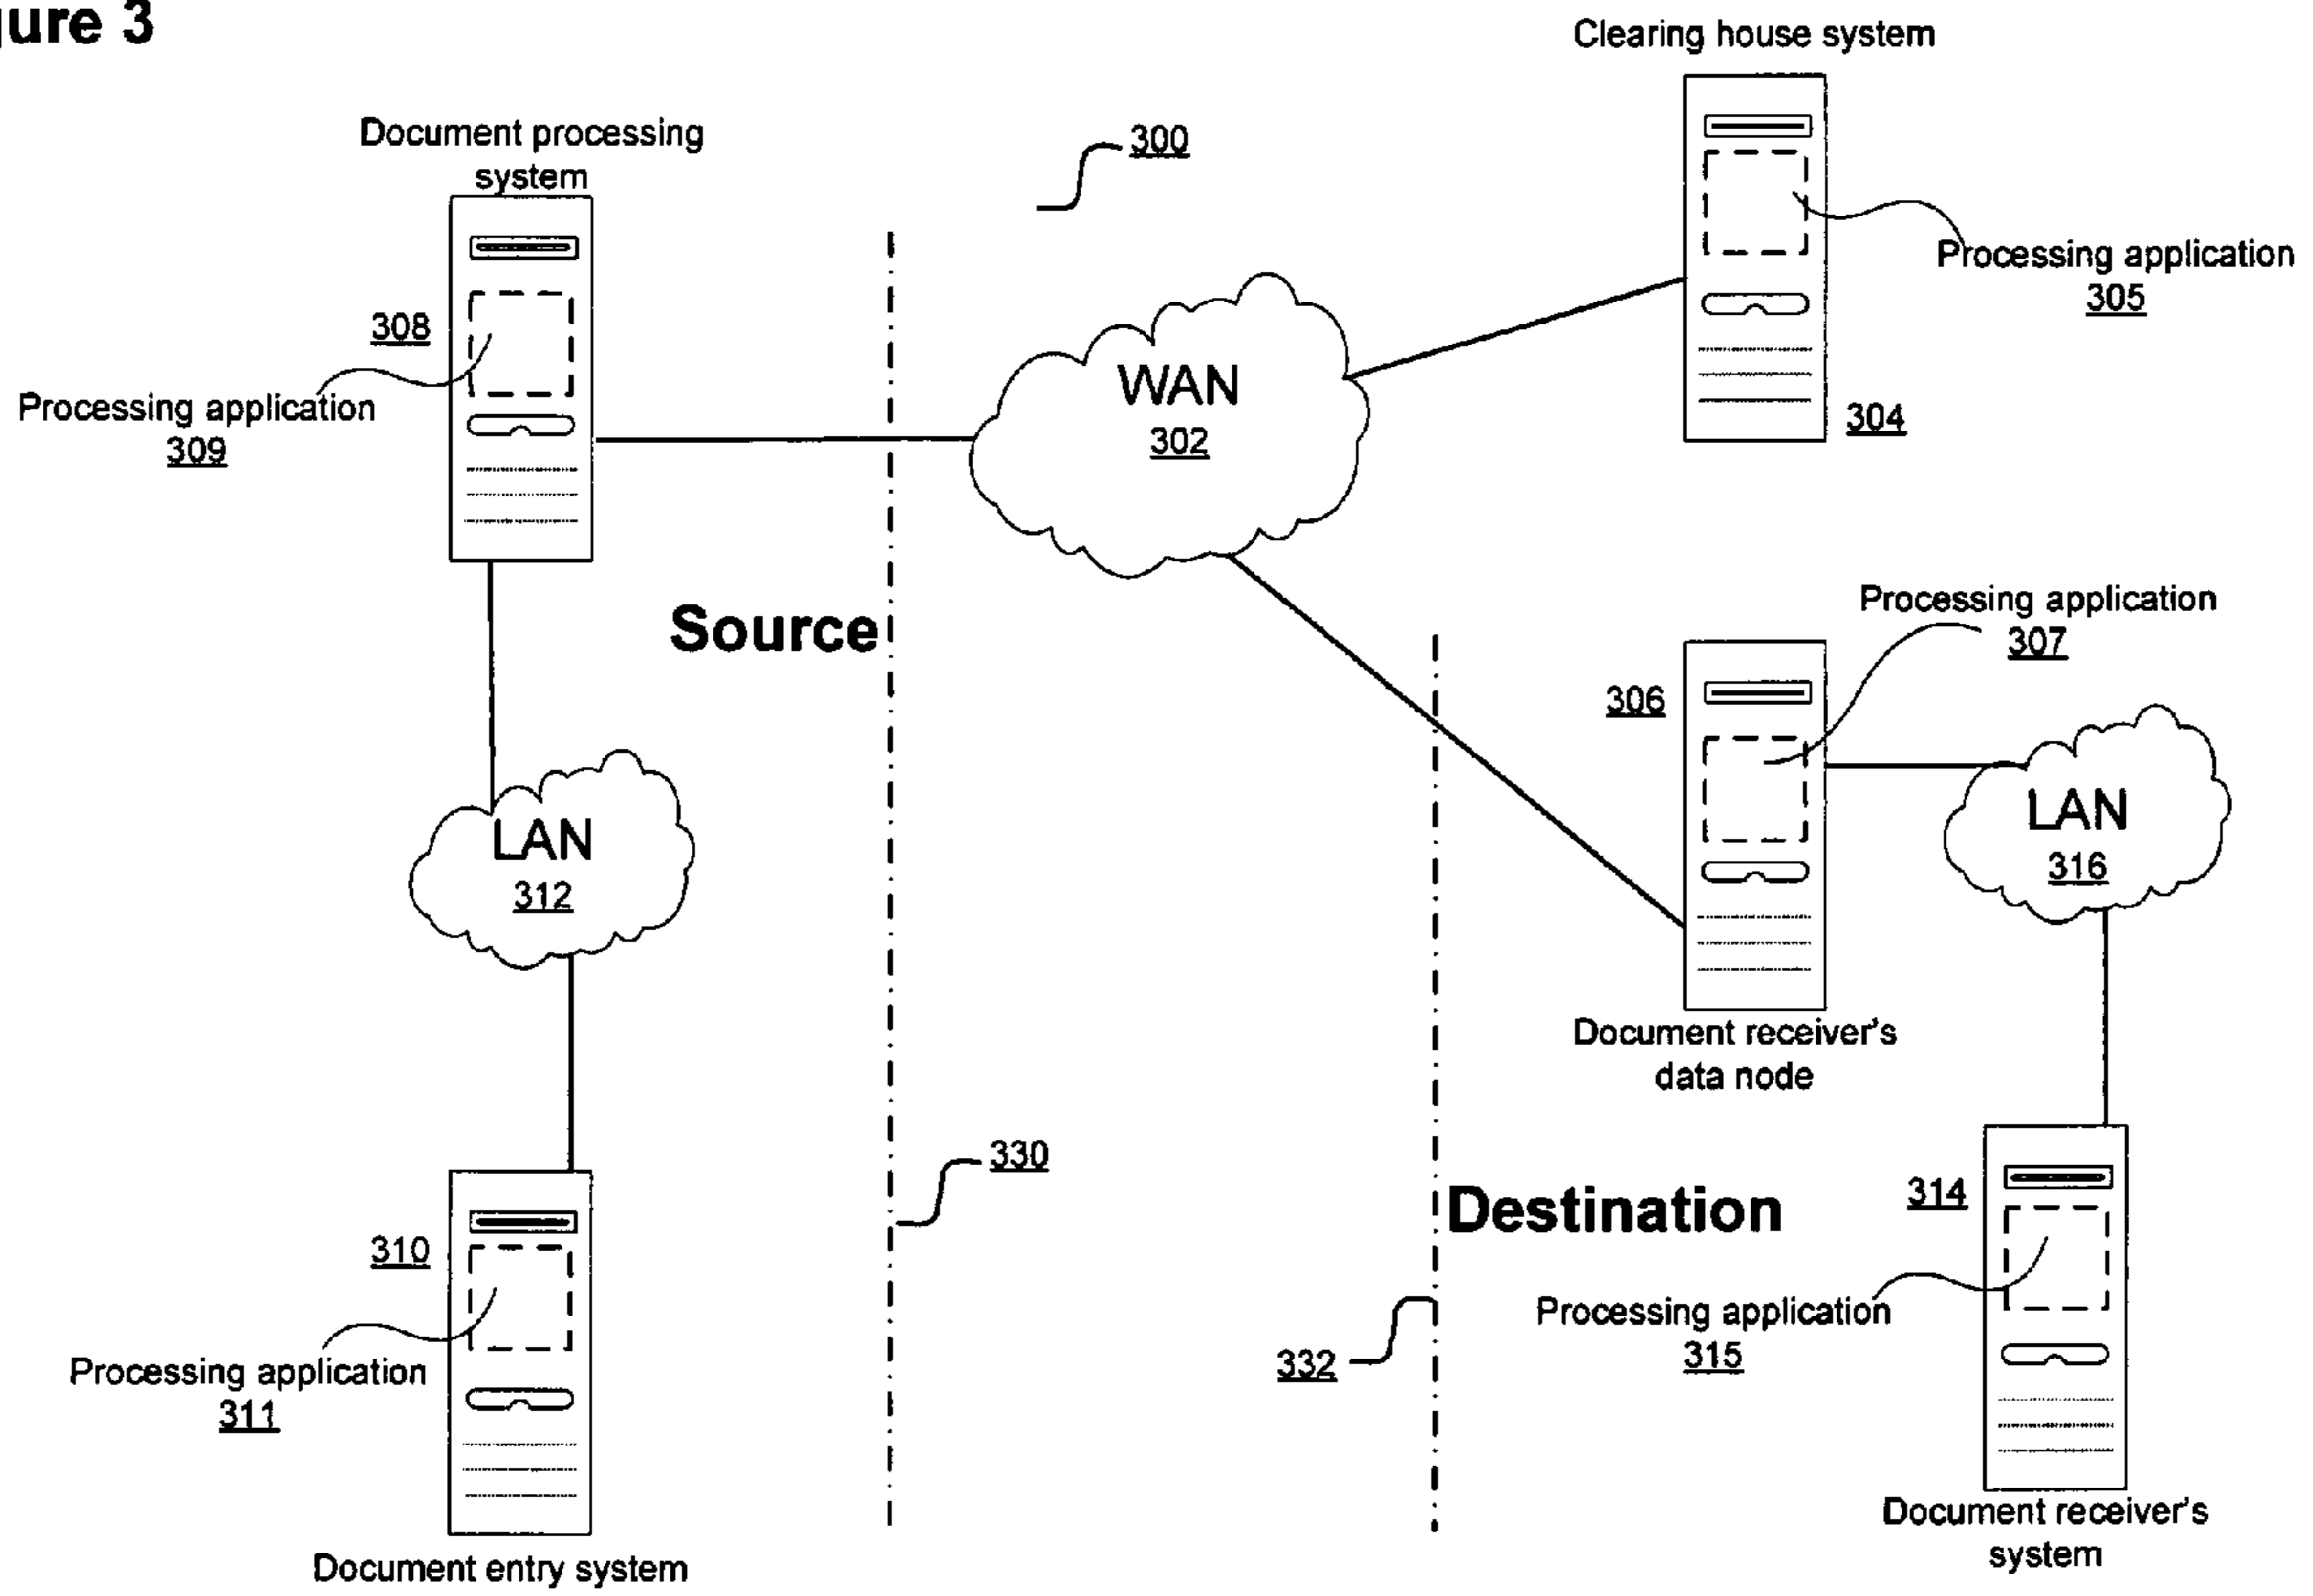 gure 3
Clearing house system
Document processing
system
300
Processing application
305
308
WAN
302
Processing application
309
304
Source
Processing application
307
306
LAN
312
LAN
316
Document receiver's
data node
330
Destination
314
310
Processing application
315
332
Processing application
311
Document receiver's
system
Document entry system